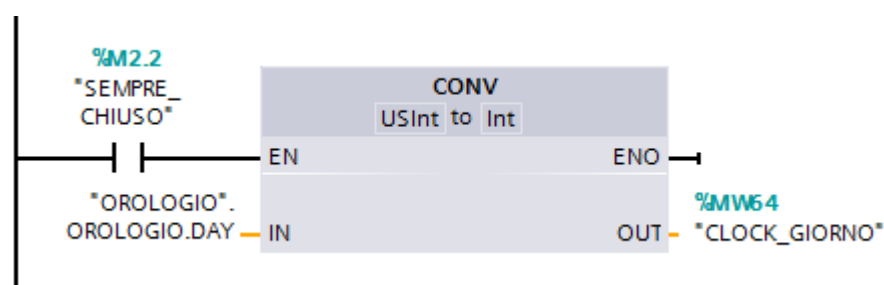 %M2.2
"SEMPRE_
CHIUSO"
CONV
USInt to Int
EN
ENO
"OROLOGIO".
OROLOGIO.DAY
IN
OUT
%MW64
"CLOCK_GIORNO"